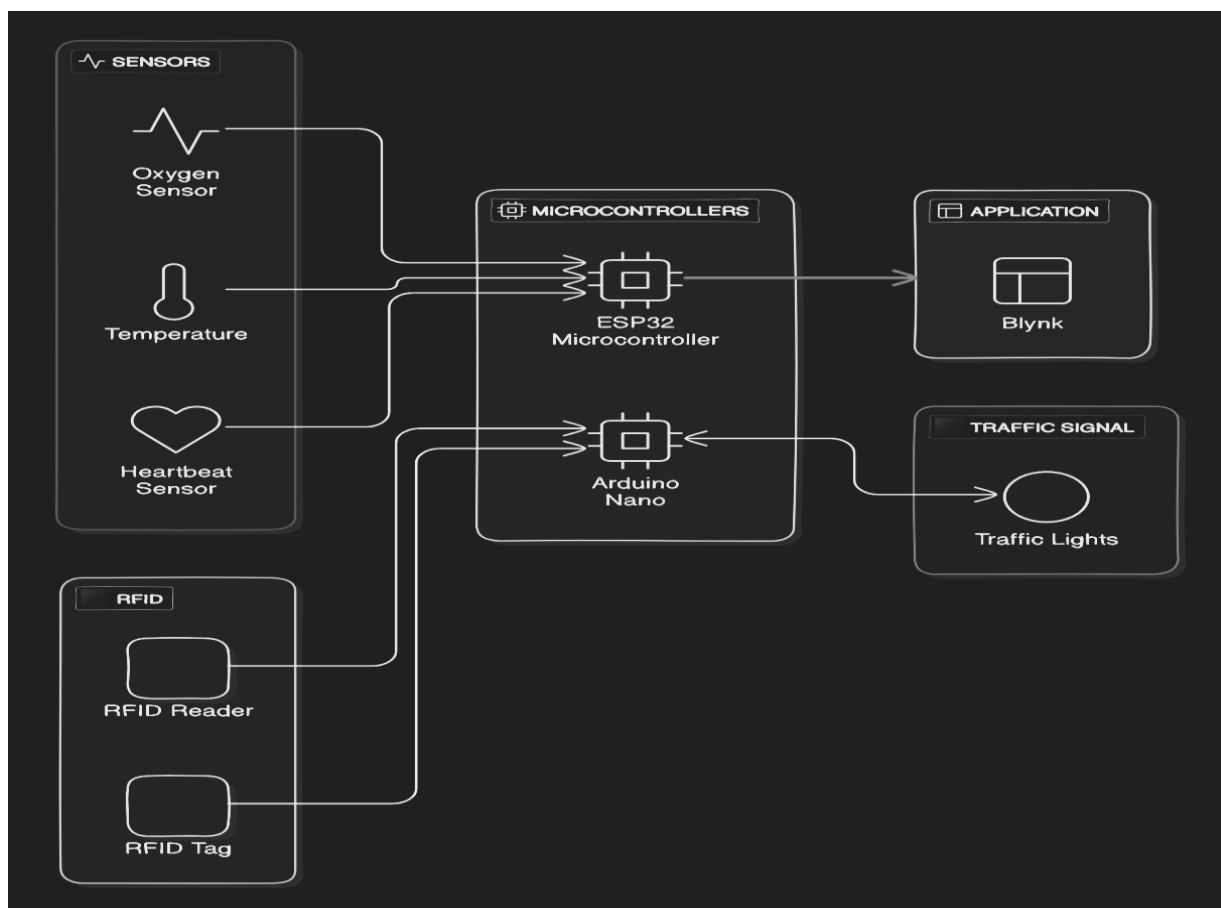 SENSORS
Oxygen
Sensor
Temperature
Heartbeat
Sensor
MICROCONTROLLERS
ESP32
Microcontroller
Arduino
Nano
APPLICATION
Blynk
TRAFFIC SIGNAL
Traffic Lights
RFID
RFID Reader
RFID Tag